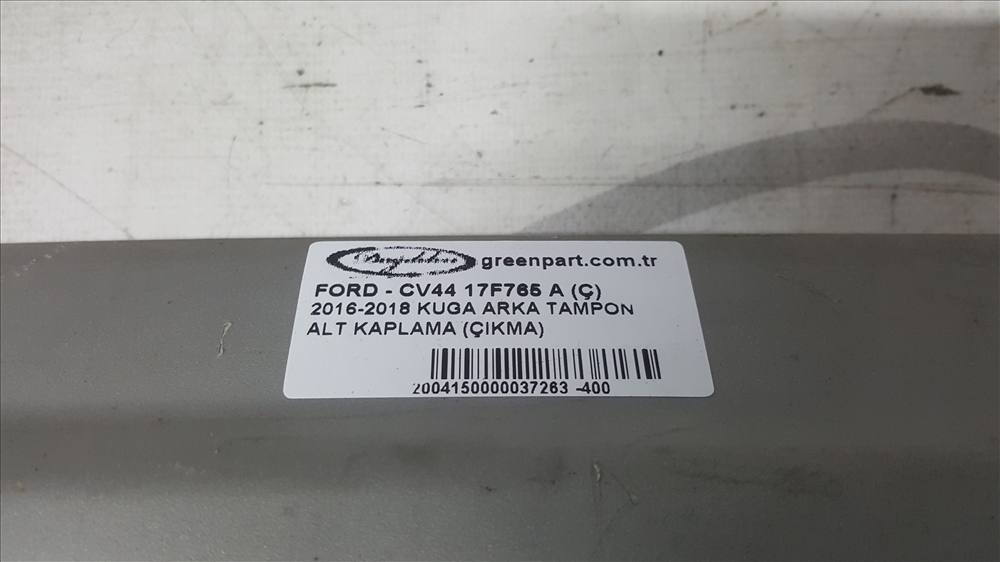 greenpart.com.tr
FORD - CV44 17F765 A (Ç)
2016-2018 KUGA ARKA TAMPON
ALT KAPLAMA (ÇIKMA)
2004150000037263 -400